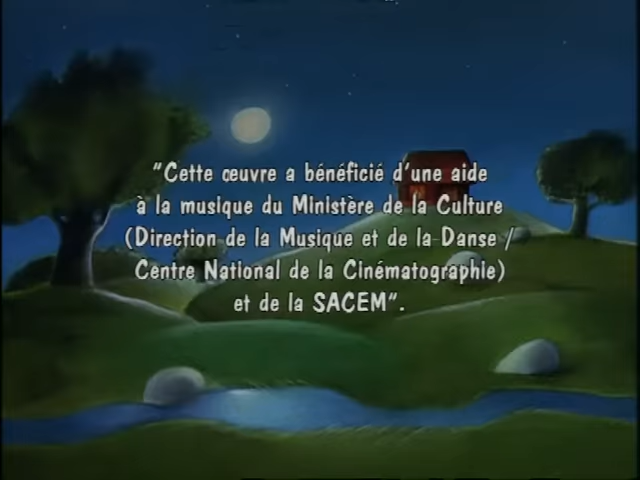 "Cette œuvre a bénéficié d'une aide
à la musique du Ministère de la Culture
(Direction de la Musique et de la Danse /
Centre National de la Cinématographie)
et de la SACEM".